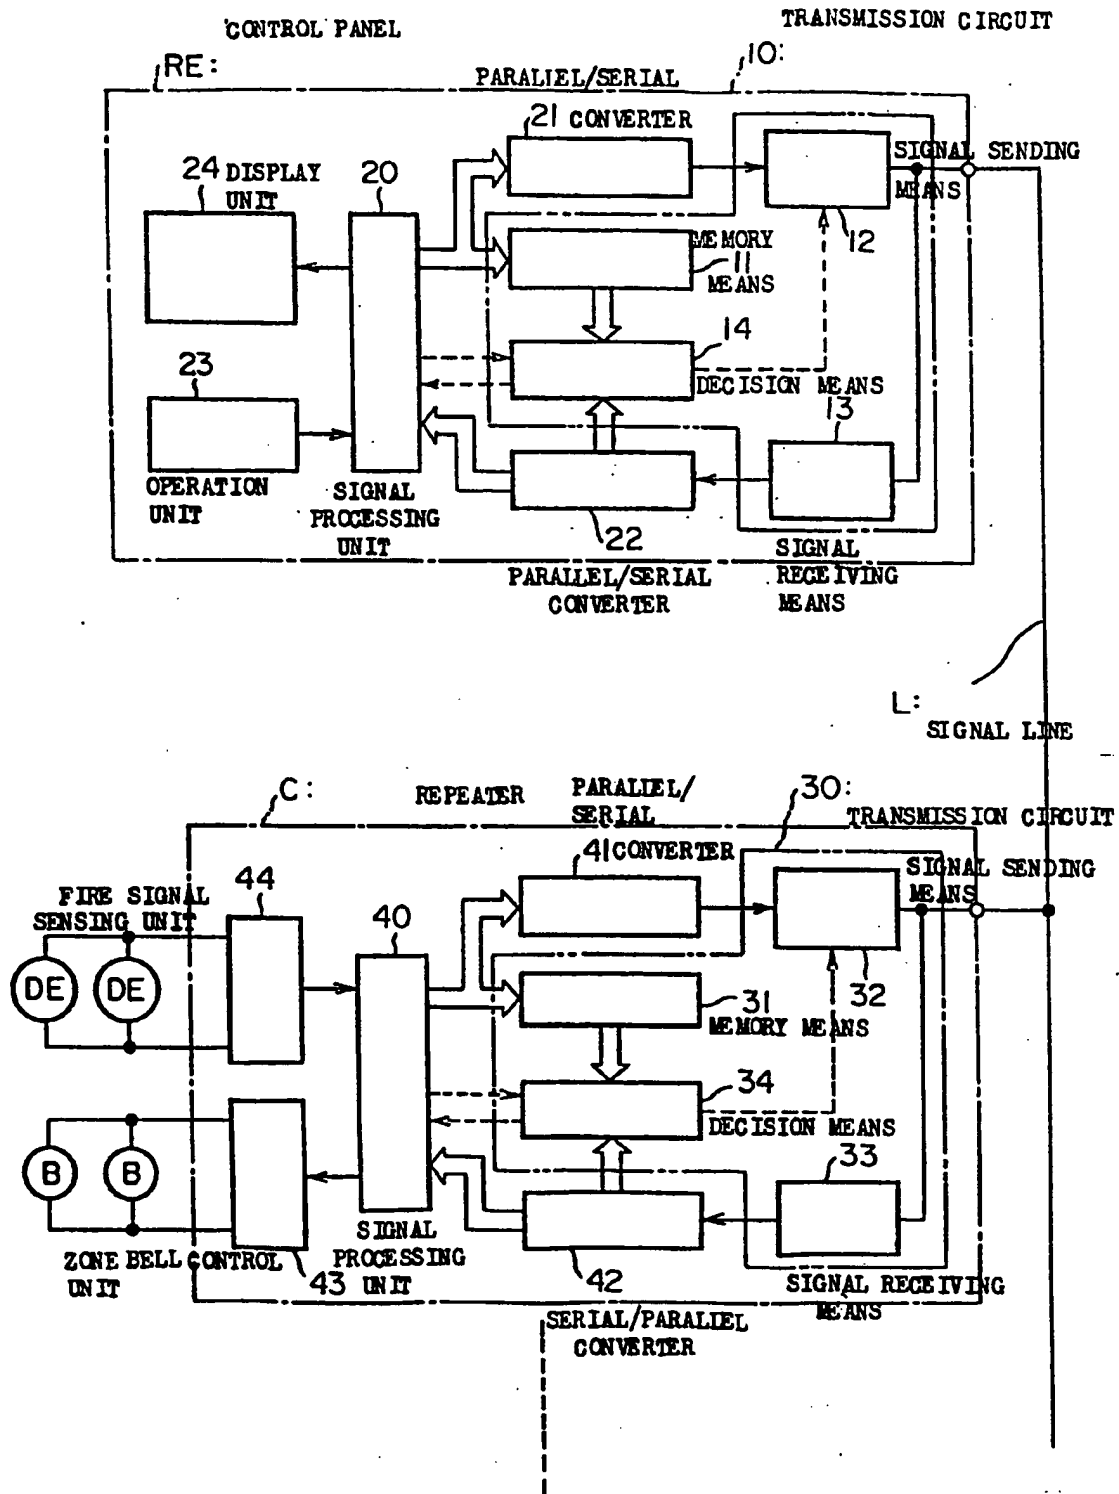 CONTROL PANEL
TRANSMISSION CIRCUIT
RE:
10:
PARALLEL/SERIAL
21 CONVERTER
24 DISPLAY
UNIT
20
SIGNAL SENDING
MEANS
12
MEMORY
11
MEANS
14
DECISION MEANS
23
13
OPERATION
UNIT
SIGNAL
PROCESSING
UNIT
22
SIGNAL
RECEIVING
MEANS
PARALLEL/SERIAL
CONVERTER
L:
SIGNAL LINE
C:
REPEATER
PARALLEL/
SERIAL
30:
TRANSMISSION CIRCUIT
41 CONVERTER
SIGNAL SENDING
MEANS
FIRE SIGNAL
SENSING UNIT
44
40
DE
DE
32
31
MEMORY MEANS
34
DECISION MEANS
B
B
33
ZONE BELL CONTROL
UNIT
43
SIGNAL
PROCESSING
UNIT
42
SIGNAL RECEIVING
MEANS
SERIAL/PARALLEL
CONVERTER